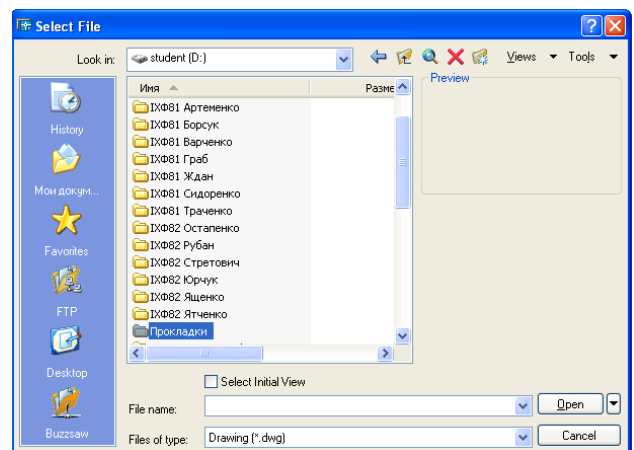 Select File
Look in:
student (D:)
Views
Tools
History
Мои докум...
Favorites
FTP
Desktop
Buzzsaw
Имя
Разме
ІХФ81 Артеменко
ІХФ81 Борсук
ІХФ81 Варченко
ІХФ81 Граб
ІХФ81 Ждан
ІХФ81 Сидоренко
ІХФ81 Траченко
ІХФ82 Остапенко
ІХФ82 Рубан
ІХФ82 Стретович
ІХФ82 Юрчук
ІХФ82 Ященко
ІХФ82 Ятченко
Прокладки
Preview
Select Initial View
File name:
Open
Files of type:
Drawing (*.dwg)
Cancel